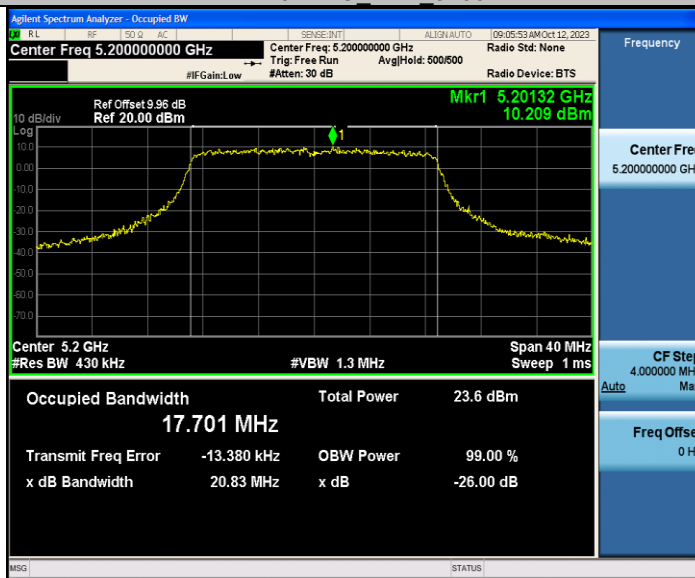 Agilent Spectrum Analyzer - Occupied BW
RL RF 50 Ω AC SENSE:INT ALIGN AUTO 09:05:53 AM Oct 12, 2023
Center Freq 5.200000000 GHz Center Freq: 5.200000000 GHz Radio Std: None
Trig: Free Run Avg|Hold: 500/500
#IFGain:Low #Atten: 30 dB Radio Device: BTS
Frequency
Ref Offset 9.96 dB Mkr1 5.20132 GHz
10 dB/div Ref 20.00 dBm 10.209 dBm
Log
1
10.0
0.00
-10.0
-20.0
-30.0
-40.0
-50.0
-60.0
-70.0
Center Fre
5.200000000 GH
Center 5.2 GHz Span 40 MHz
#Res BW 430 kHz #VBW 1.3 MHz Sweep 1 ms
CF Step
4.000000 MH
Auto Ma
Occupied Bandwidth Total Power 23.6 dBm
17.701 MHz
Transmit Freq Error -13.380 kHz OBW Power 99.00 %
x dB Bandwidth 20.83 MHz x dB -26.00 dB
Freq Offse
0 H
MSG STATUS